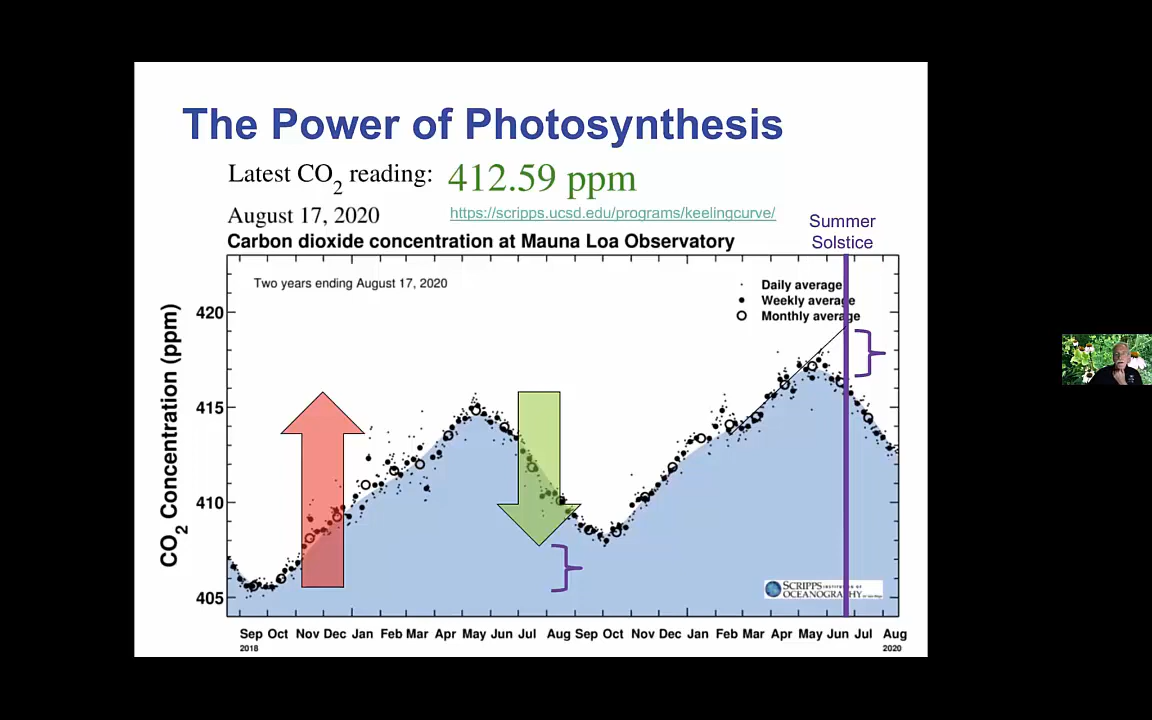 The Power of Photosynthesis
Latest CO2 reading: 412.59 ppm
August 17, 2020
https://scripps.ucsd.edu/programs/keelingcurve/
Summer
Solstice
Carbon dioxide concentration at Mauna Loa Observatory
Two years ending August 17, 2020
Daily average
Weekly average
Monthly average
CO2 Concentration (ppm)
420
415
410
405
SCRIPPS INSTITUTION OF
OCEANOGRAPHY
Sep Oct Nov Dec Jan Feb Mar Apr May Jun Jul Aug Sep Oct Nov Dec Jan Feb Mar Apr May Jun Jul Aug
2018 2020